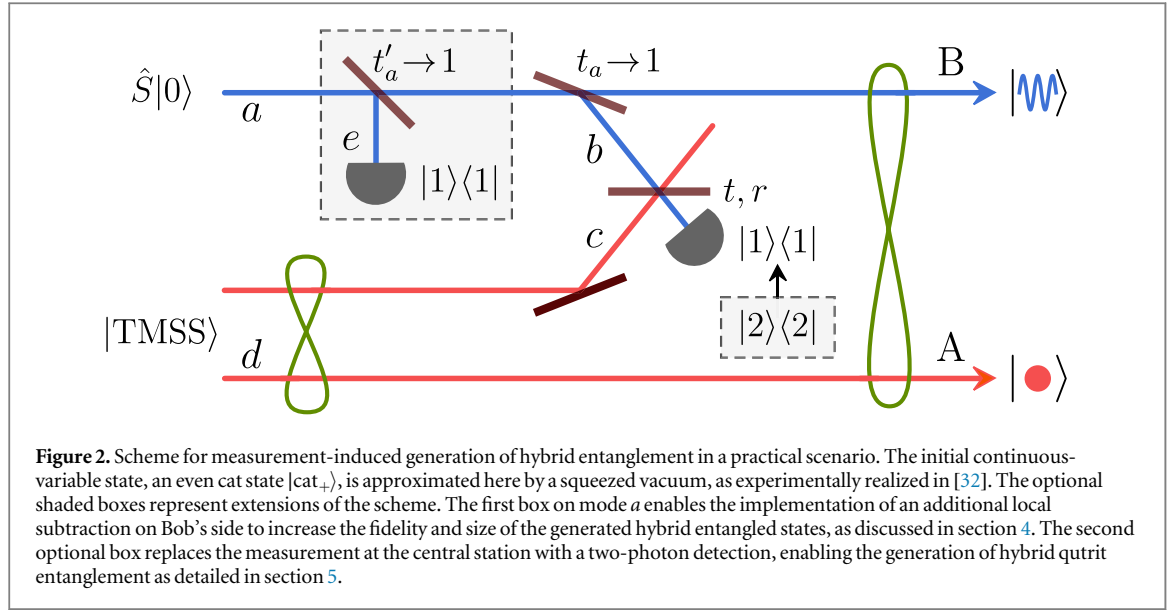 Ŝ|0⟩
a
t′ₐ→1
e
|1⟩⟨1|
tₐ→1
b
c
t, r
|1⟩⟨1|
|2⟩⟨2|
B
|TMSS⟩
d
A
Figure 2. Scheme for measurement-induced generation of hybrid entanglement in a practical scenario. The initial continuous-
variable state, an even cat state |cat₊⟩, is approximated here by a squeezed vacuum, as experimentally realized in [32]. The optional
shaded boxes represent extensions of the scheme. The first box on mode a enables the implementation of an additional local
subtraction on Bob's side to increase the fidelity and size of the generated hybrid entangled states, as discussed in section 4. The second
optional box replaces the measurement at the central station with a two-photon detection, enabling the generation of hybrid qutrit
entanglement as detailed in section 5.